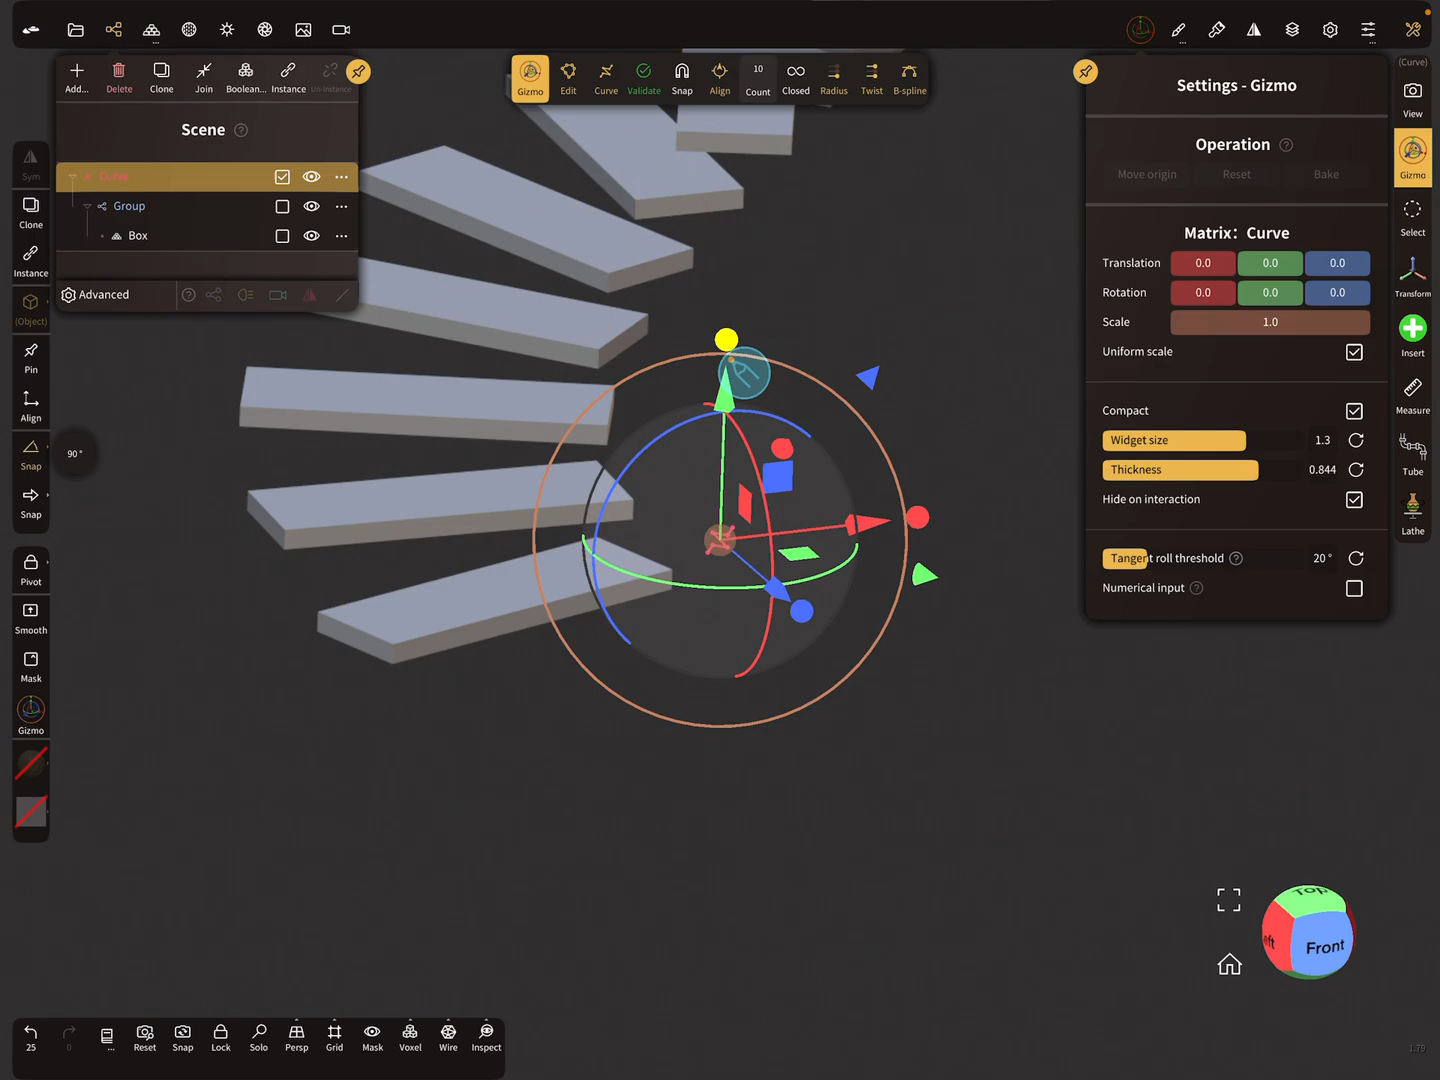 Add...
Delete
Clone
Join
Boolean...
Instance
Un-instance
Scene
Curve
Group
Box
Advanced
Gizmo
Edit
Curve
Validate
Snap
Align
10
Count
Closed
Radius
Twist
B-spline
Settings - Gizmo
Operation
Move origin
Reset
Bake
Matrix: Curve
Translation
0.0
0.0
0.0
Rotation
0.0
0.0
0.0
Scale
1.0
Uniform scale
Compact
Widget size
1.3
Thickness
0.844
Hide on interaction
Tangent roll threshold
20°
Numerical input
(Curve)
View
Gizmo
Select
Transform
Insert
Measure
Tube
Lathe
Sym
Clone
Instance
(Object)
Pin
Align
Snap
90°
Snap
Pivot
Smooth
Mask
Gizmo
Top
Front
25
0
...
Reset
Snap
Lock
Solo
Persp
Grid
Mask
Voxel
Wire
Inspect
1.79